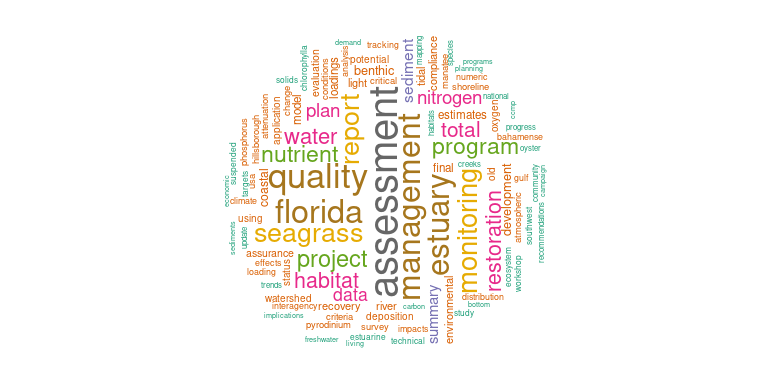 demand
tracking
mapping
species
chlorophylla
evaluation
conditions
loadings
analysis
potential
benthic
sediment
tidal
compliance
manatee
programs
planning
numeric
shoreline
solids
light
critical
change
model
plan
report
nitrogen
national
ccmp
attenuation
application
water
assessment
management
habitats
estimates
total
oxygen
progress
bahamense
phosphorus
hillsborough
nutrient
program
oyster
suspended
economic
targets
usa
coastal
quality
creeks
final
estuary
monitoring
old
development
gulf
community
campaign
climate
using
florida
restoration
atmospheric
southwest
recommendations
sediments
update
seagrass
assurance
effects
loading
status
project
ecosystem
workshop
trends
habitat
data
watershed
interagency
recovery
river
carbon
summary
environmental
distribution
bottom
study
implications
criteria
deposition
pyrodinium
survey
impacts
freshwater
estuarine
living
technical